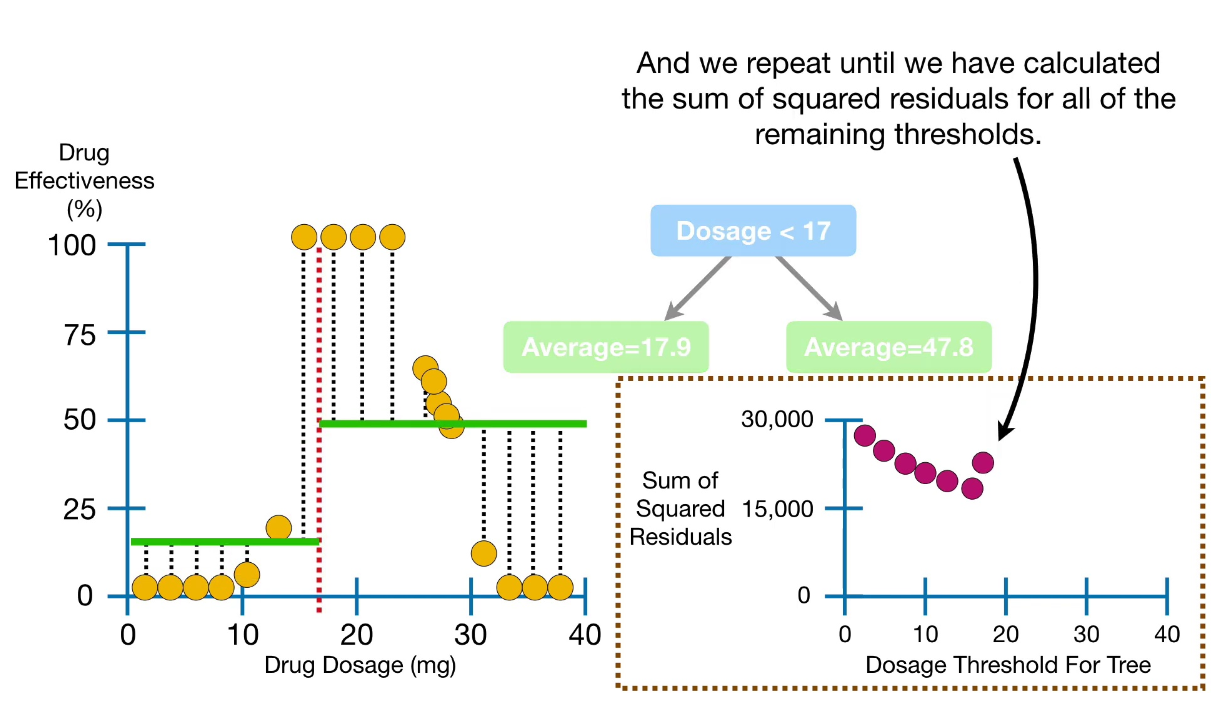 And we repeat until we have calculated
the sum of squared residuals for all of the
remaining thresholds.
Drug
Effectiveness
(%)
100
75
50
25
0
0 10 20 30 40
Drug Dosage (mg)
Dosage < 17
Average=17.9 Average=47.8
30,000
Sum of
Squared
Residuals
15,000
0
0 10 20 30 40
Dosage Threshold For Tree